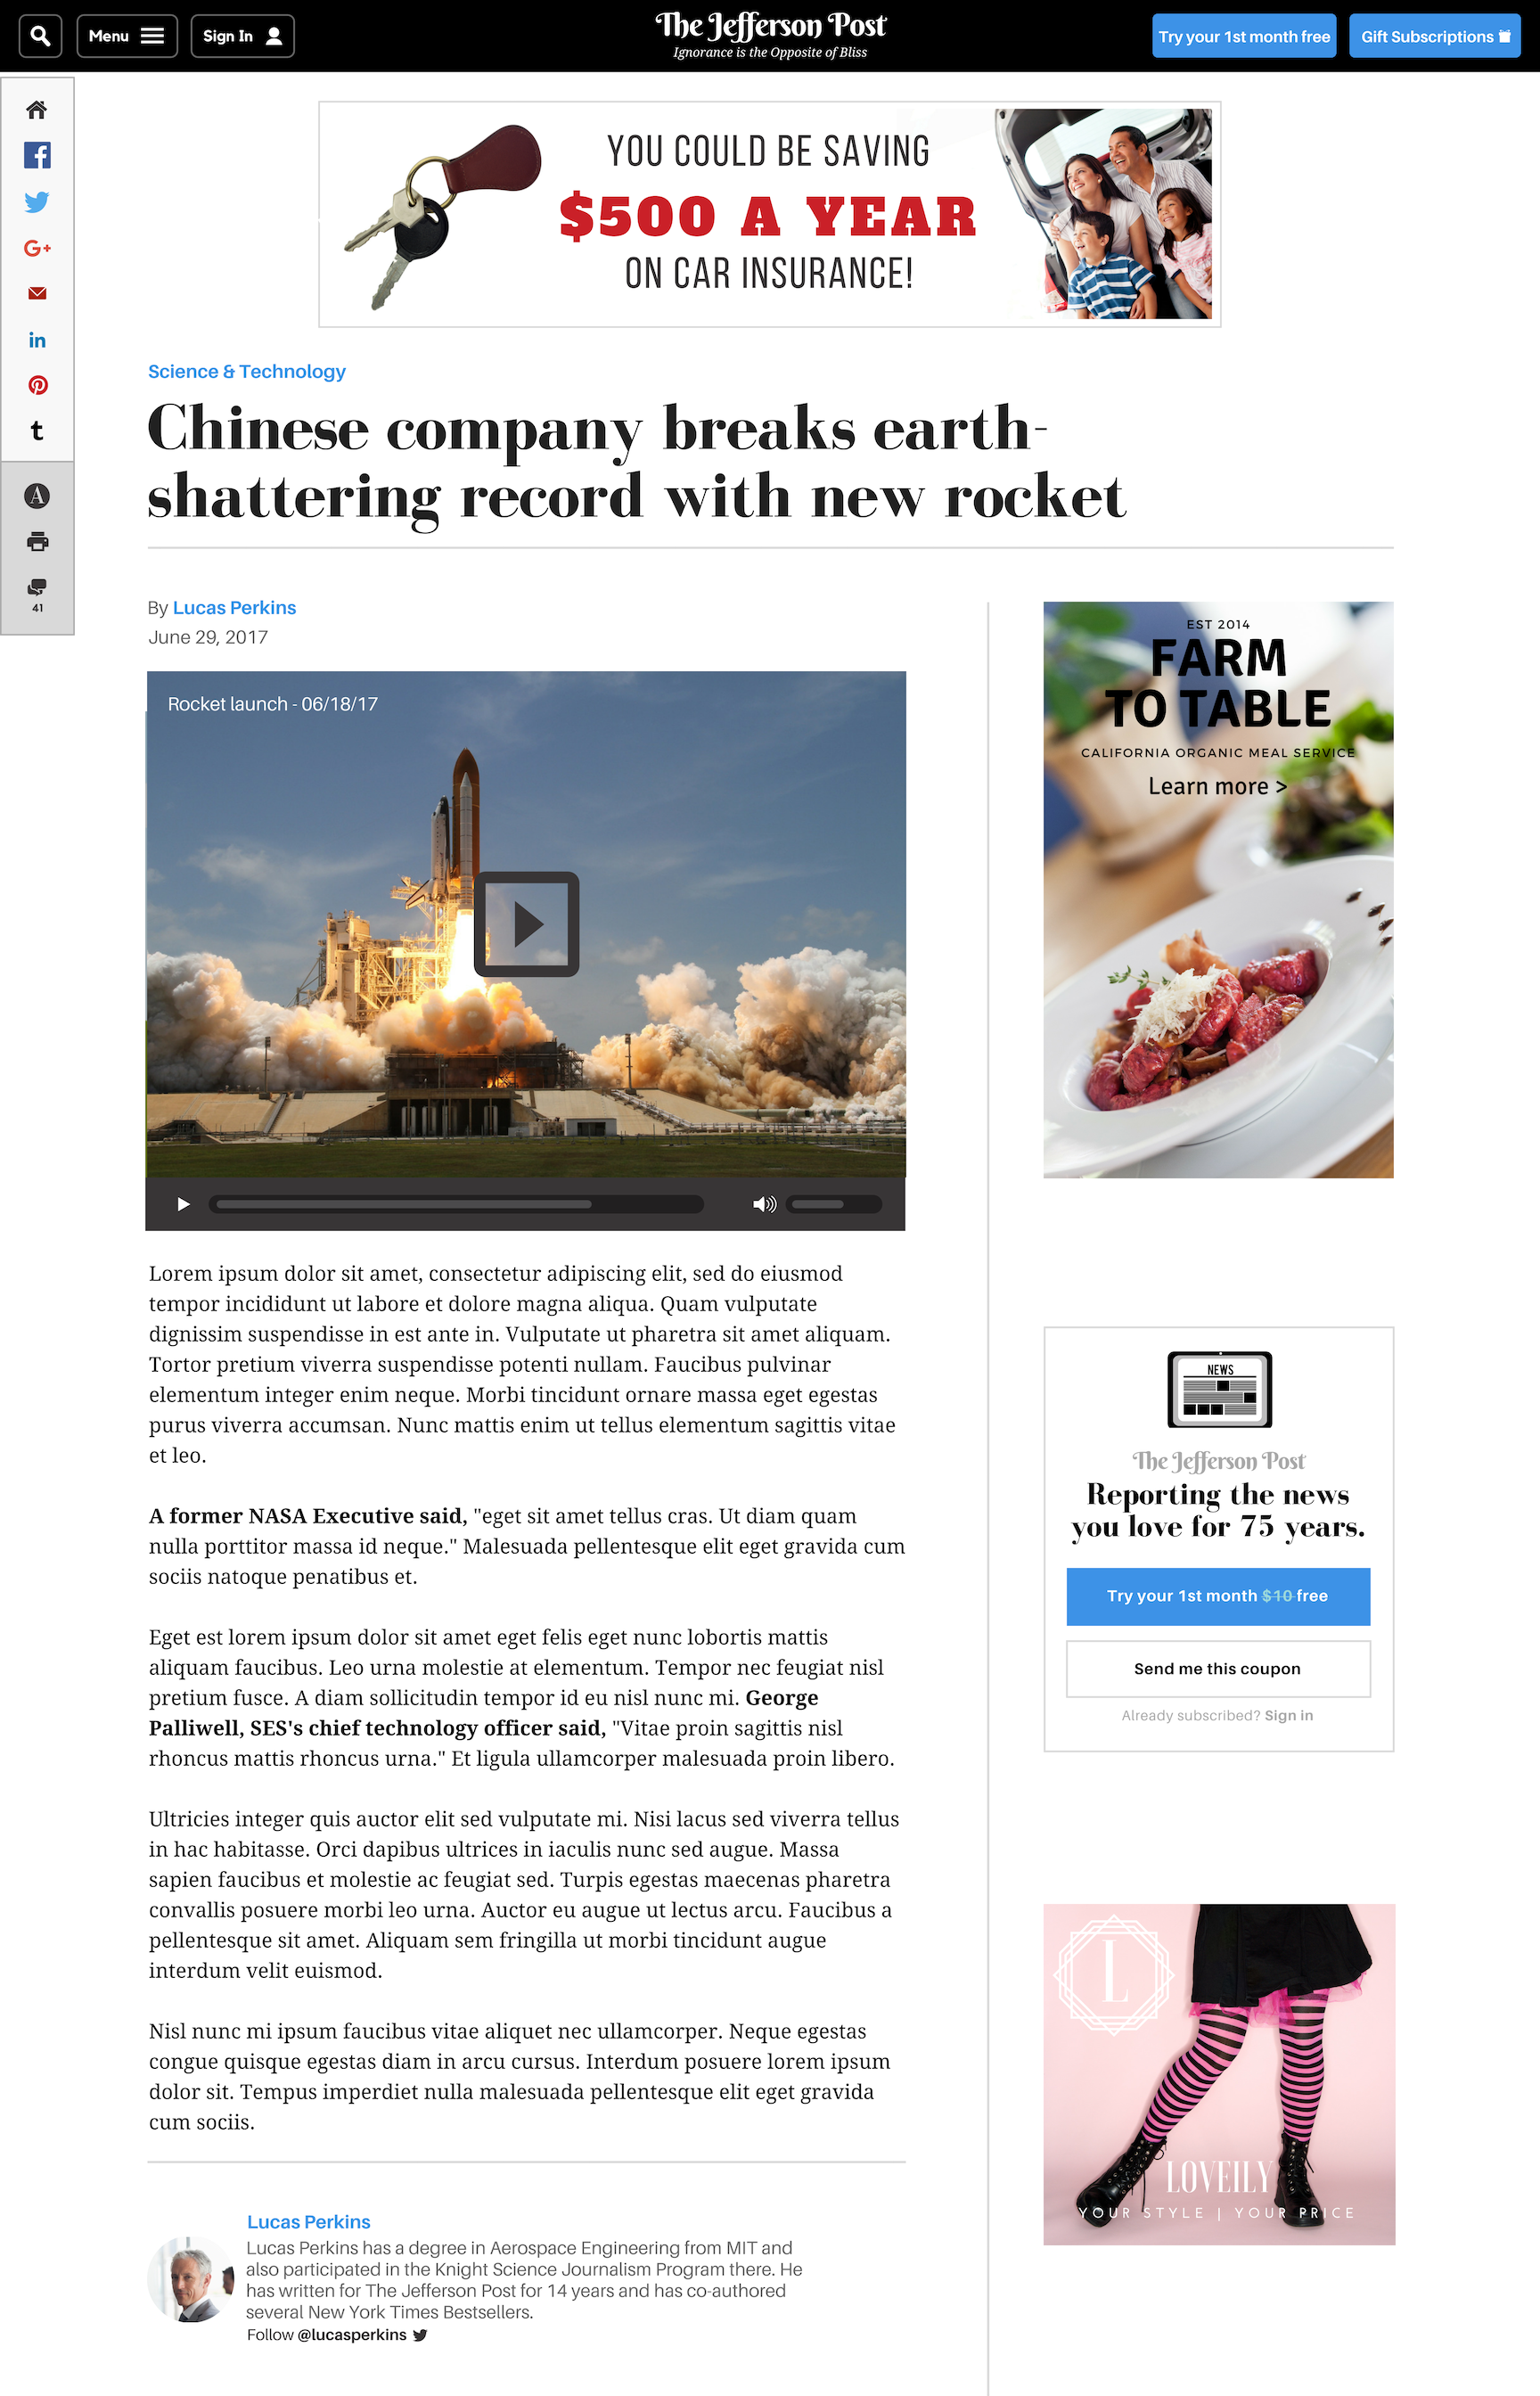 Menu
Sign In
The Jefferson Post
Ignorance is the Opposite of Bliss
Try your 1st month free
Gift Subscriptions
YOU COULD BE SAVING
$500 A YEAR
ON CAR INSURANCE!
G+
in
t
A
41
Science & Technology
Chinese company breaks earth-
shattering record with new rocket
By Lucas Perkins
June 29, 2017
Rocket launch - 06/18/17
Lorem ipsum dolor sit amet, consectetur adipiscing elit, sed do eiusmod
tempor incididunt ut labore et dolore magna aliqua. Quam vulputate
dignissim suspendisse in est ante in. Vulputate ut pharetra sit amet aliquam.
Tortor pretium viverra suspendisse potenti nullam. Faucibus pulvinar
elementum integer enim neque. Morbi tincidunt ornare massa eget egestas
purus viverra accumsan. Nunc mattis enim ut tellus elementum sagittis vitae
et leo.
A former NASA Executive said, "eget sit amet tellus cras. Ut diam quam
nulla porttitor massa id neque." Malesuada pellentesque elit eget gravida cum
sociis natoque penatibus et.
Eget est lorem ipsum dolor sit amet eget felis eget nunc lobortis mattis
aliquam faucibus. Leo urna molestie at elementum. Tempor nec feugiat nisl
pretium fusce. A diam sollicitudin tempor id eu nisl nunc mi. George
Palliwell, SES's chief technology officer said, "Vitae proin sagittis nisl
rhoncus mattis rhoncus urna." Et ligula ullamcorper malesuada proin libero.
Ultricies integer quis auctor elit sed vulputate mi. Nisi lacus sed viverra tellus
in hac habitasse. Orci dapibus ultrices in iaculis nunc sed augue. Massa
sapien faucibus et molestie ac feugiat sed. Turpis egestas maecenas pharetra
convallis posuere morbi leo urna. Auctor eu augue ut lectus arcu. Faucibus a
pellentesque sit amet. Aliquam sem fringilla ut morbi tincidunt augue
interdum velit euismod.
Nisl nunc mi ipsum faucibus vitae aliquet nec ullamcorper. Neque egestas
congue quisque egestas diam in arcu cursus. Interdum posuere lorem ipsum
dolor sit. Tempus imperdiet nulla malesuada pellentesque elit eget gravida
cum sociis.
Lucas Perkins
Lucas Perkins has a degree in Aerospace Engineering from MIT and
also participated in the Knight Science Journalism Program there. He
has written for The Jefferson Post for 14 years and has co-authored
several New York Times Bestsellers.
Follow @lucasperkins
EST 2014
FARM
TO TABLE
CALIFORNIA ORGANIC MEAL SERVICE
Learn more >
NEWS
The Jefferson Post
Reporting the news
you love for 75 years.
Try your 1st month $10 free
Send me this coupon
Already subscribed? Sign in
L
LOVEILY
YOUR STYLE | YOUR PRICE